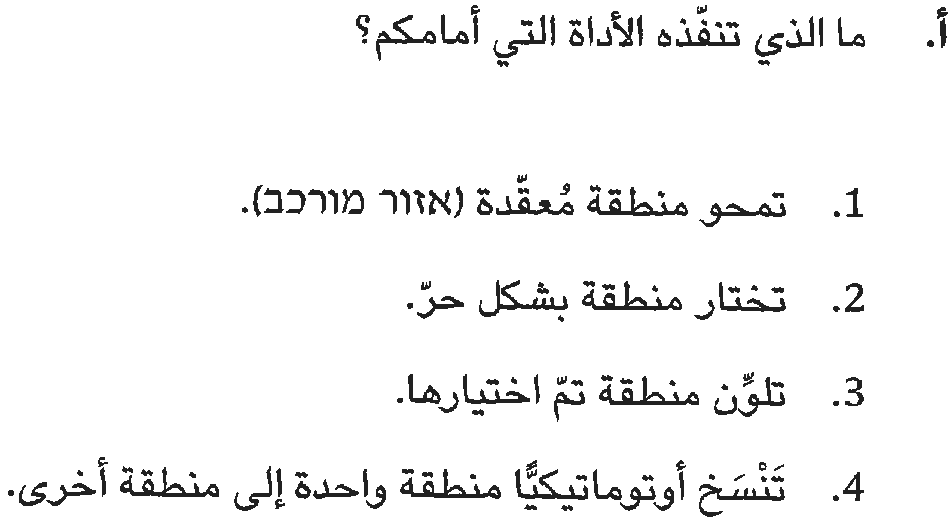 أ. ما الذي تنفّذه الأداة التي أمامكم؟
1. تمحو منطقة مُعقّدة (אזור מורכב).
2. تختار منطقة بشكل حرّ.
3. تلوِّن منطقة تمّ اختيارها.
4. تَنْسَخ أوتوماتيكيًّا منطقة واحدة إلى منطقة أخرى.